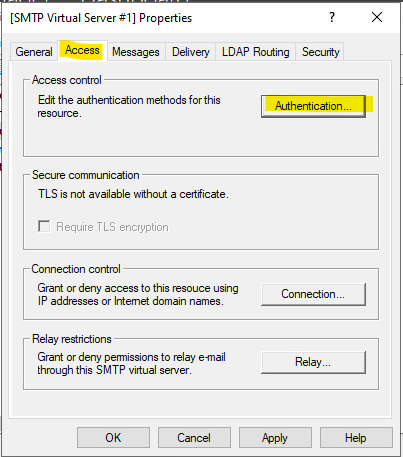 [SMTP Virtual Server #1] Properties
?
General Access Messages Delivery LDAP Routing Security
Access control
Edit the authentication methods for this
resource.
Authentication...
Secure communication
TLS is not available without a certificate.
Require TLS encryption
Connection control
Grant or deny access to this resouce using
IP addresses or Internet domain names.
Connection...
Relay restrictions
Grant or deny permissions to relay e-mail
through this SMTP virtual server.
Relay...
OK Cancel Apply Help